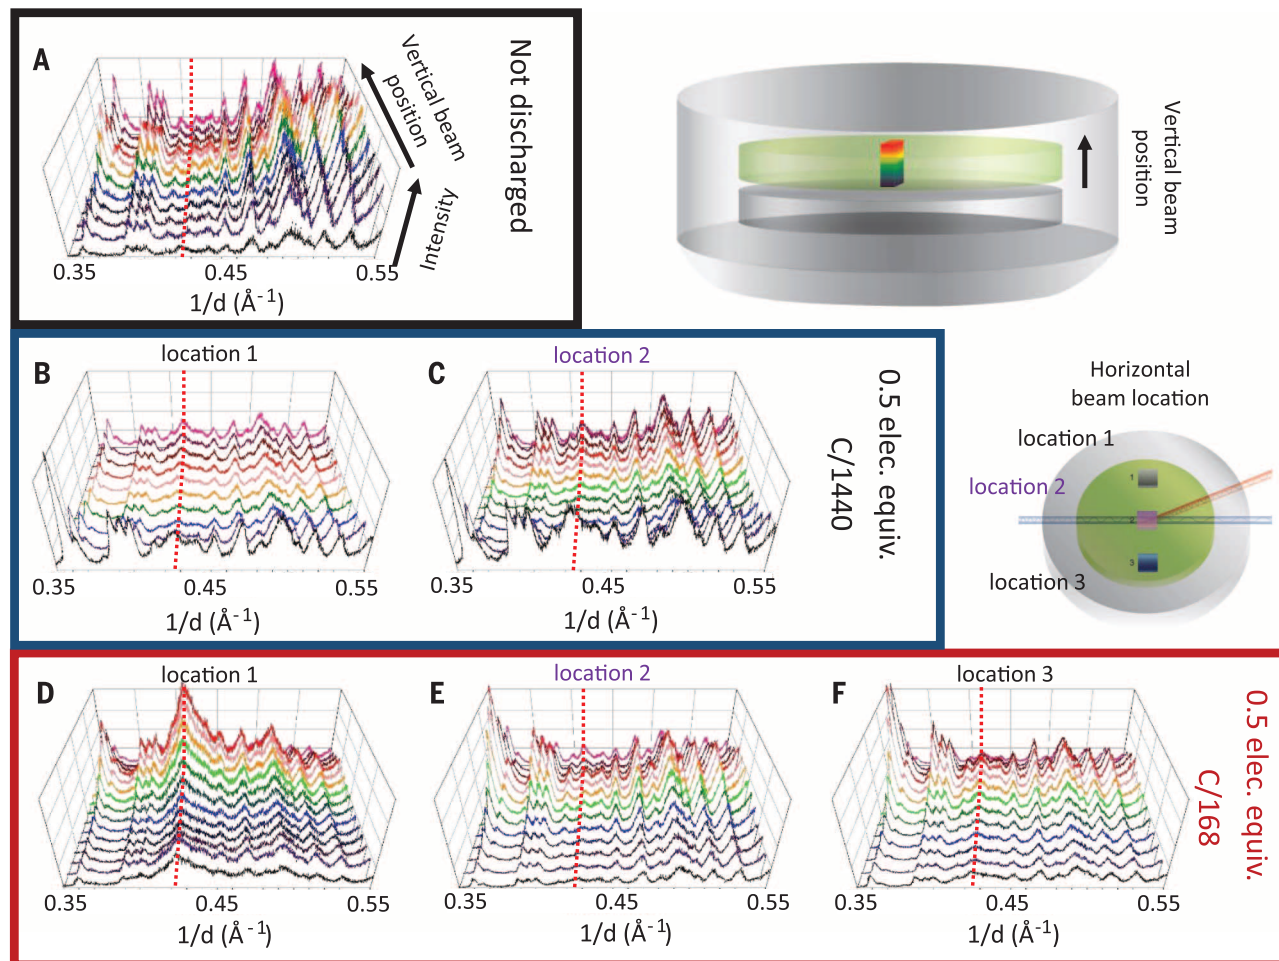 A
Vertical beam
position
Intensity
Not discharged
0.35
0.45
0.55
1/d (Å-1)
Vertical beam
position
B
location 1
0.35
0.45
0.55
1/d (Å-1)
C
location 2
0.35
0.45
0.55
1/d (Å-1)
0.5 elec. equiv.
C/1440
Horizontal
beam location
location 1
location 2
location 3
1
2
3
D
location 1
0.35
0.45
0.55
1/d (Å-1)
E
location 2
0.35
0.45
0.55
1/d (Å-1)
F
location 3
0.35
0.45
0.55
1/d (Å-1)
0.5 elec. equiv.
C/168